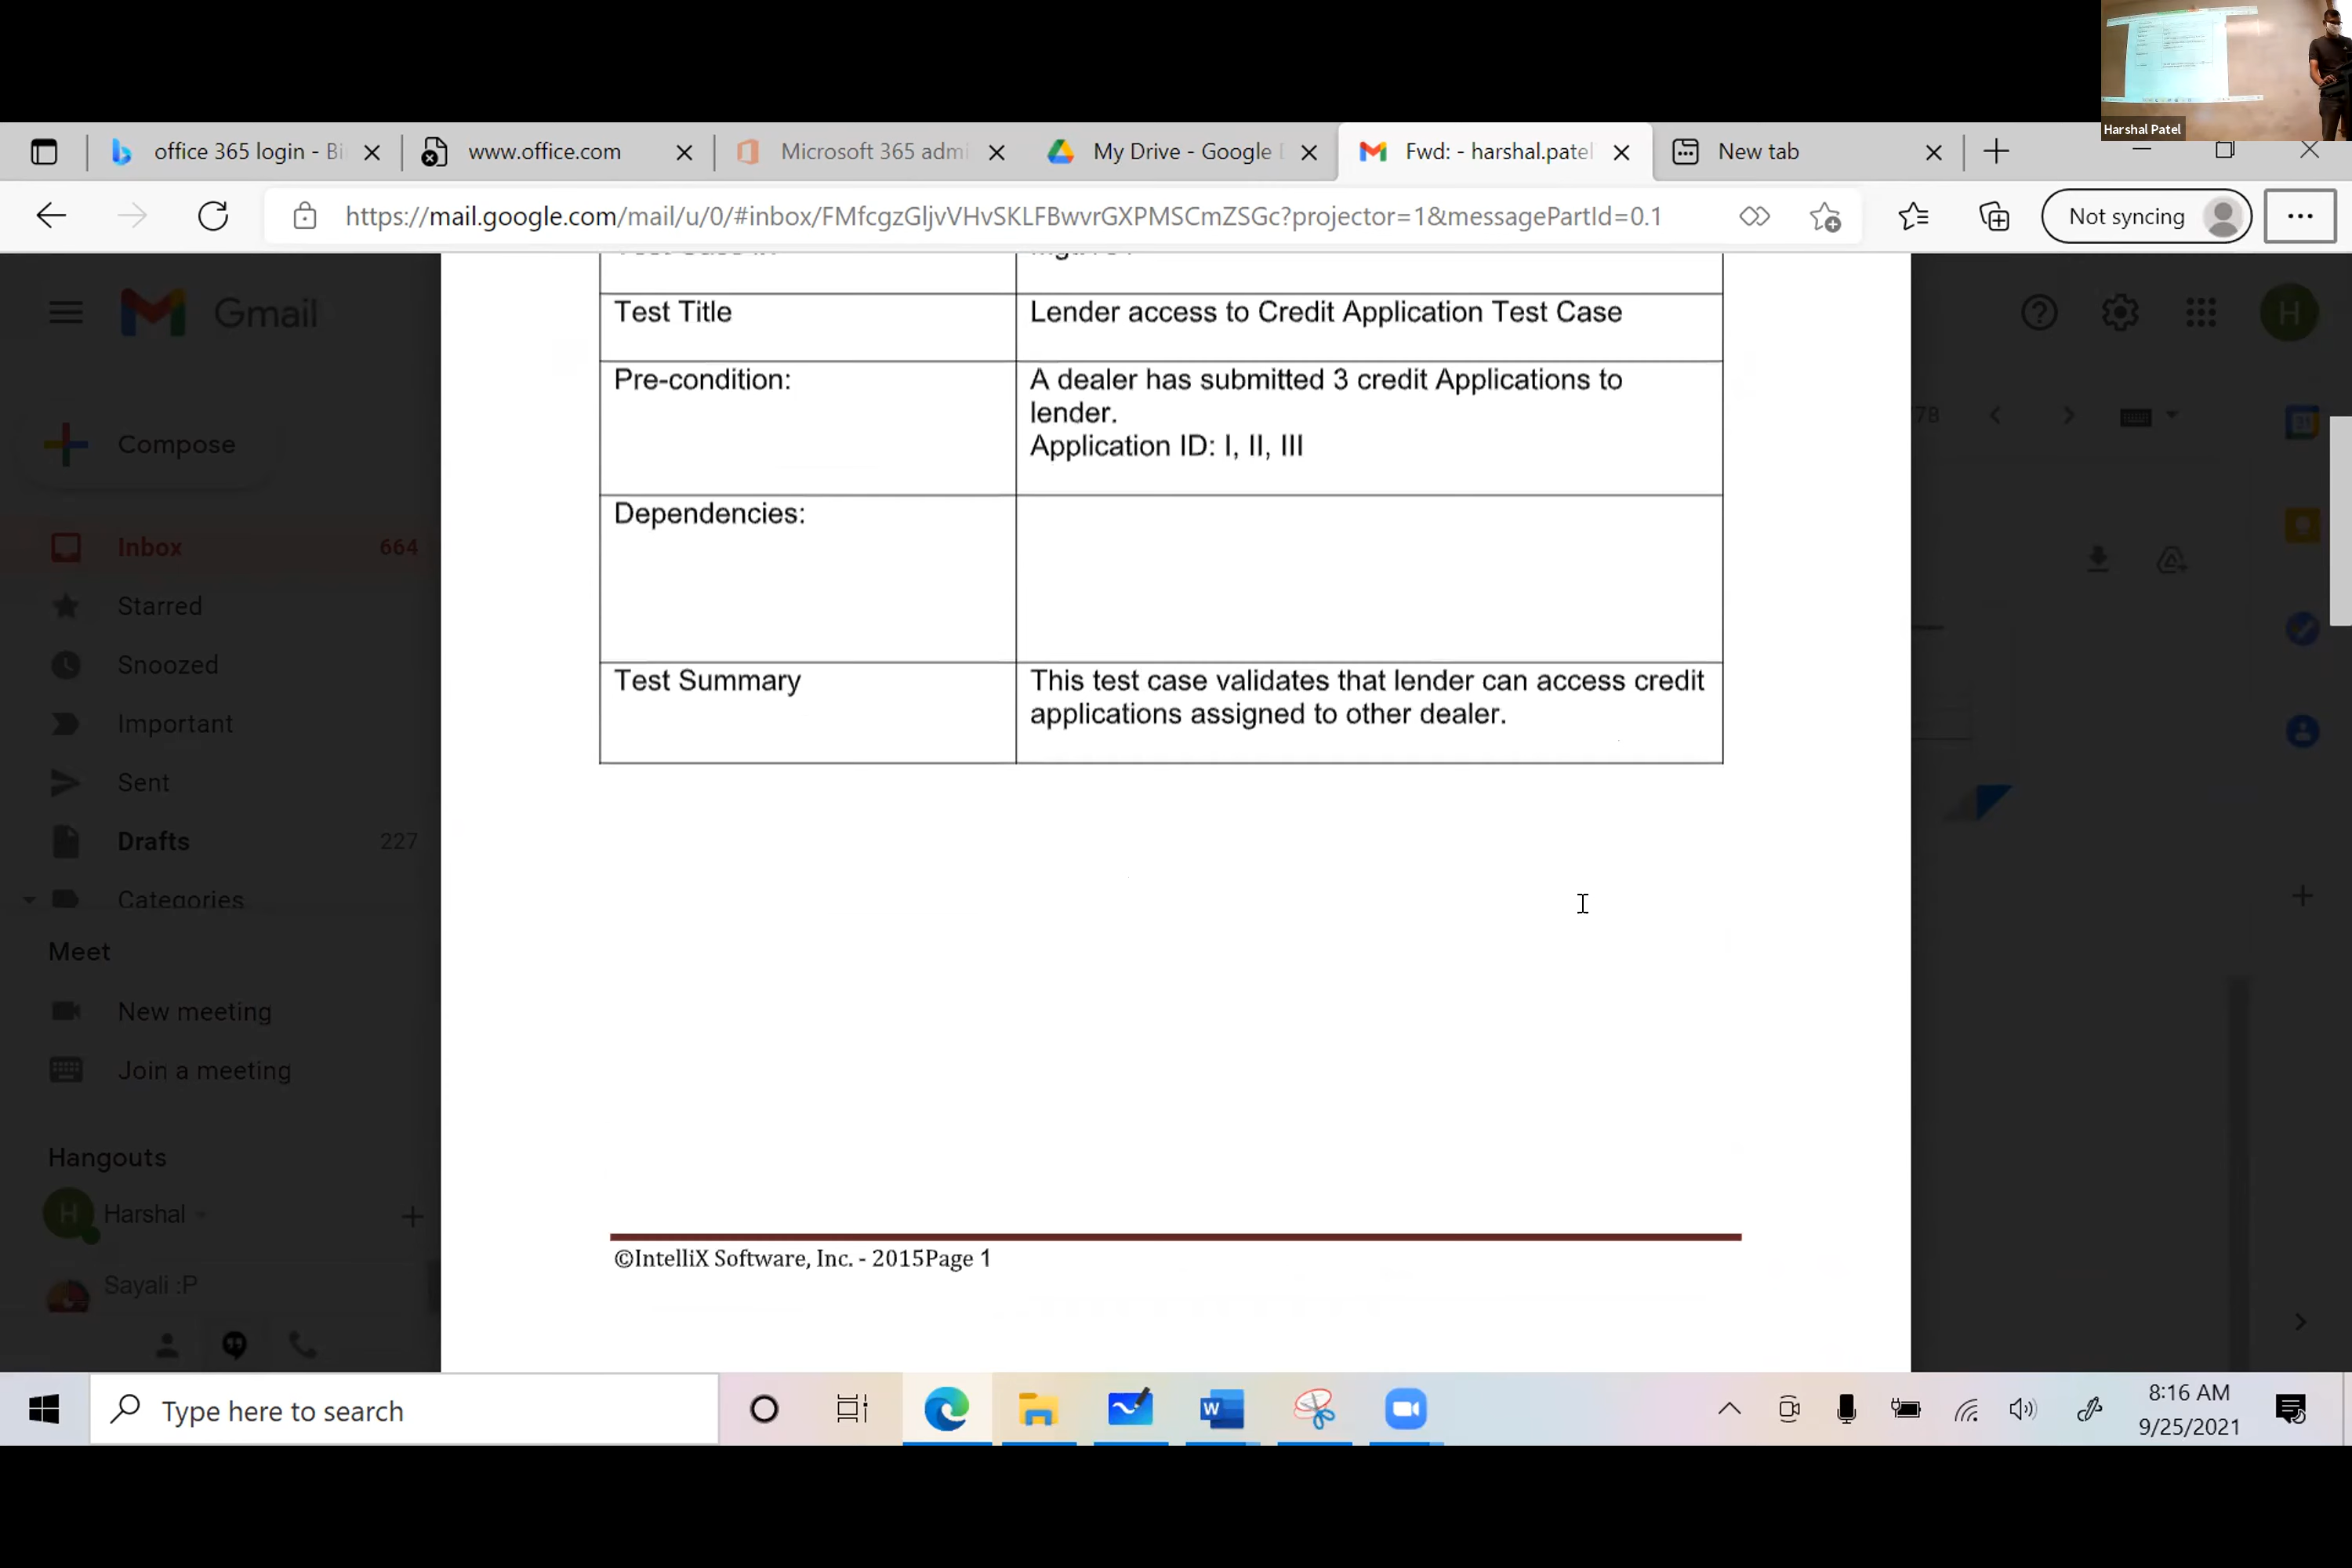 Harshal Patel
office 365 login - Bi
www.office.com
Microsoft 365 admi
My Drive - Google
Fwd: - harshal.patel
New tab
https://mail.google.com/mail/u/0/#inbox/FMfcgzGljvVHvSKLFBwvrGXPMSCmZSGc?projector=1&messagePartId=0.1
Not syncing
Gmail
H
Compose
78
31
Inbox 664
Starred
Snoozed
Important
Sent
Drafts 227
Categories
Meet
New meeting
Join a meeting
Hangouts
H Harshal
Sayali :P
Test Title
Lender access to Credit Application Test Case
Pre-condition:
A dealer has submitted 3 credit Applications to
lender.
Application ID: I, II, III
Dependencies:
Test Summary
This test case validates that lender can access credit
applications assigned to other dealer.
©IntelliX Software, Inc. - 2015Page 1
Type here to search
W
8:16 AM
9/25/2021